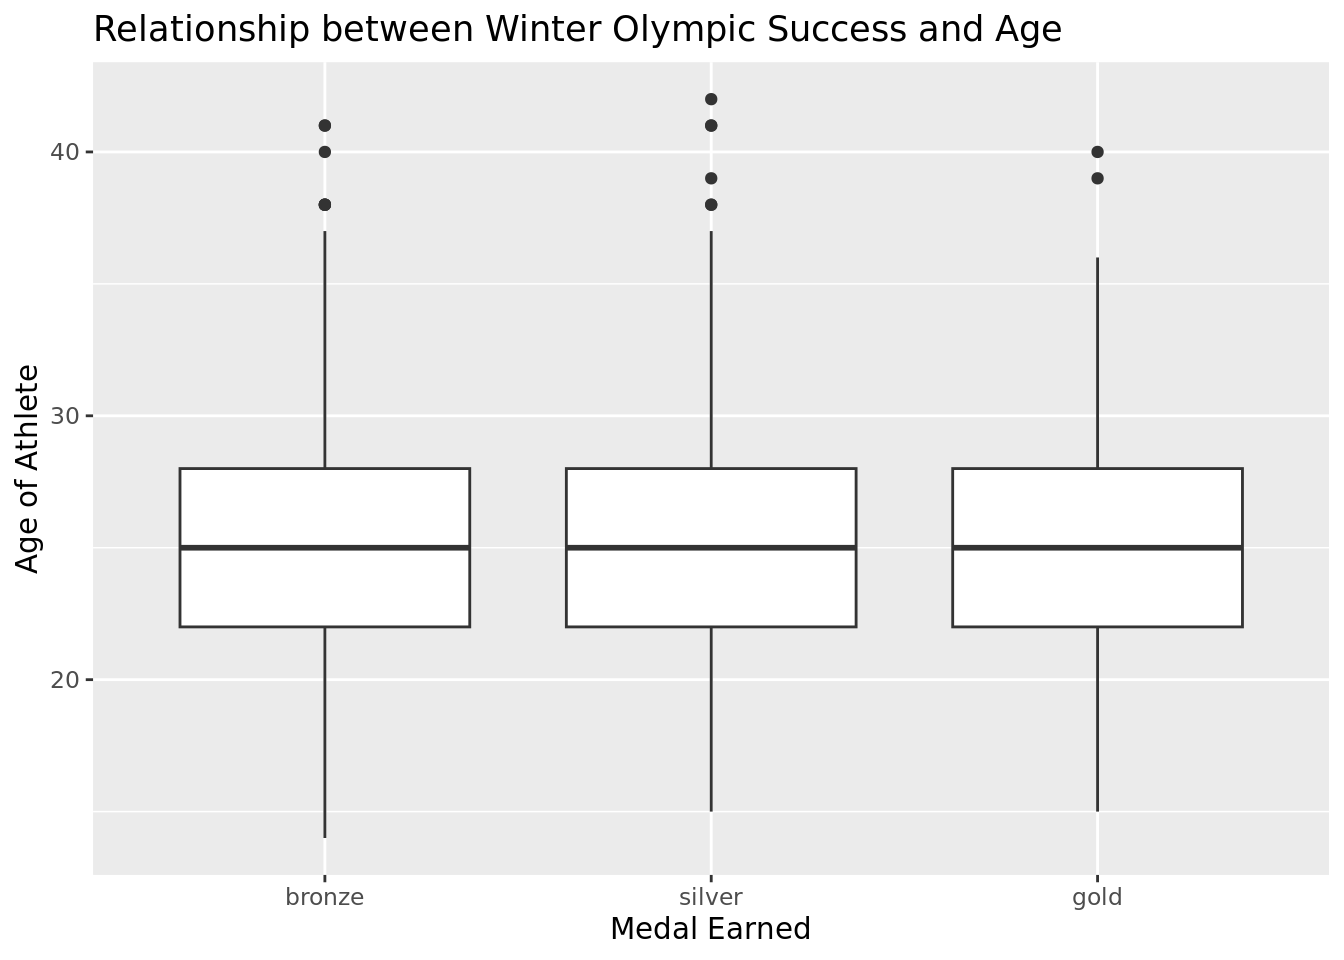 Relationship between Winter Olympic Success and Age
Age of Athlete
40
30
20
bronze silver gold
Medal Earned